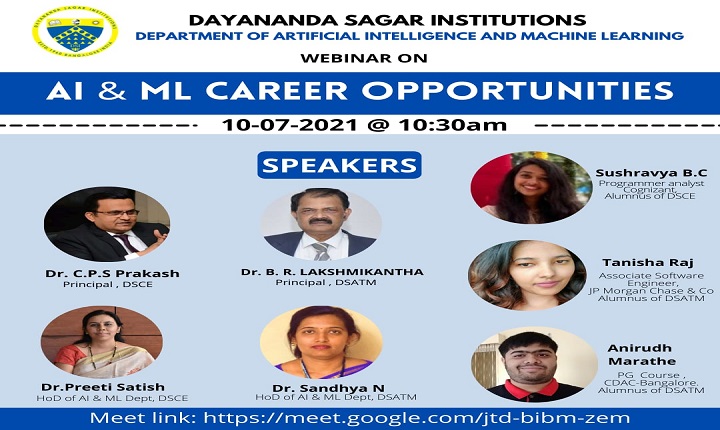 DAYANANDA SAGAR INSTITUTIONS
DEPARTMENT OF ARTIFICIAL INTELLIGENCE AND MACHINE LEARNING
WEBINAR ON
AI & ML CAREER OPPORTUNITIES
10-07-2021 @ 10:30am
SPEAKERS
Dr. C.P.S Prakash
Principal , DSCE
Dr. B. R. LAKSHMIKANTHA
Principal , DSATM
Sushravya B.C
Programmer analyst
Cognizant,
Alumnus of DSCE
Tanisha Raj
Associate Software
Engineer,
JP Morgan Chase & Co
Alumnus of DSATM
Dr.Preeti Satish
HoD of AI & ML Dept, DSCE
Dr. Sandhya N
HoD of AI & ML Dept, DSATM
Anirudh
Marathe
PG Course ,
CDAC-Bangalore.
Alumnus of DSATM
Meet link: https://meet.google.com/jtd-bibm-zem